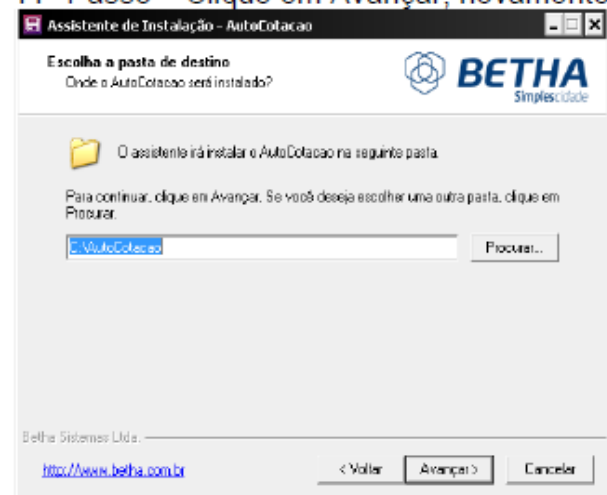 Passo - Clique em Avançar, novamente
Assistente de Instalação - AutoCotacao
Escolha a pasta de destino
Onde o AutoCotacao será instalado?
BETHA
Simplescidade
O assistente irá instalar o AutoCotacao na seguinte pasta.
Para continuar, clique em Avançar. Se você deseja escolher uma outra pasta, clique em
Procurar.
C:\AutoCotacao
Procurar...
Betha Sistemas Ltda.
http://www.betha.com.br
< Voltar
Avançar >
Cancelar